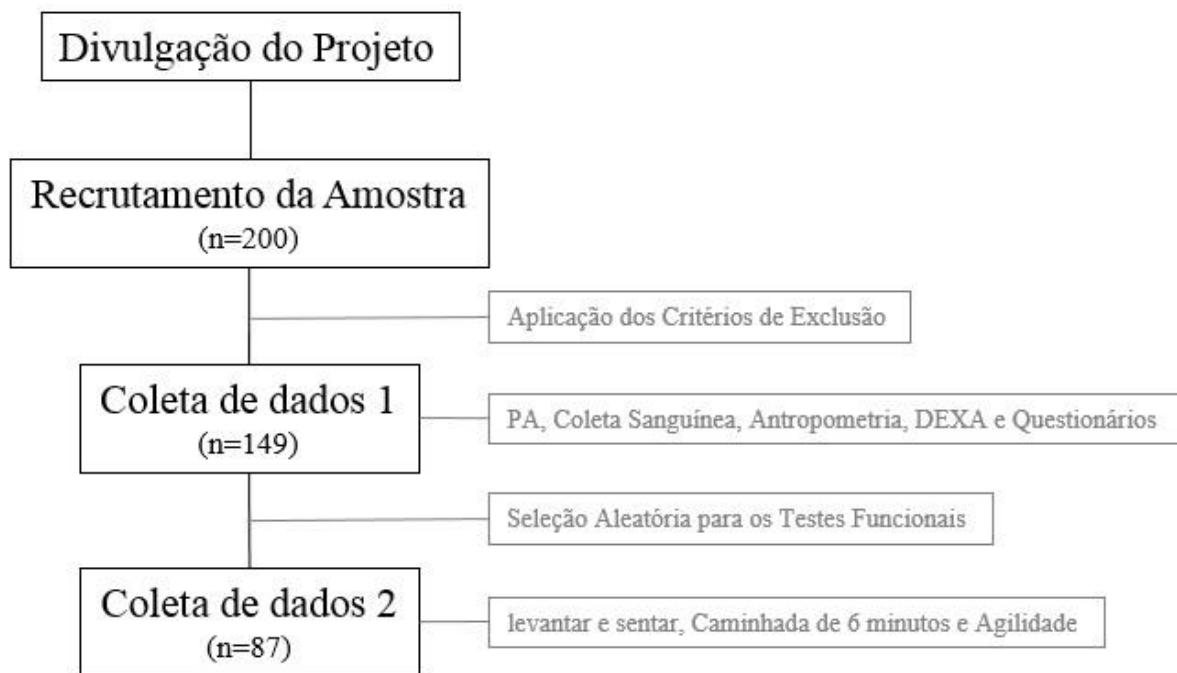 Divulgação do Projeto
Recrutamento da Amostra
(n=200)
Aplicação dos Critérios de Exclusão
Coleta de dados 1
(n=149)
PA, Coleta Sanguínea, Antropometria, DEXA e Questionários
Seleção Aleatória para os Testes Funcionais
Coleta de dados 2
(n=87)
levantar e sentar, Caminhada de 6 minutos e Agilidade